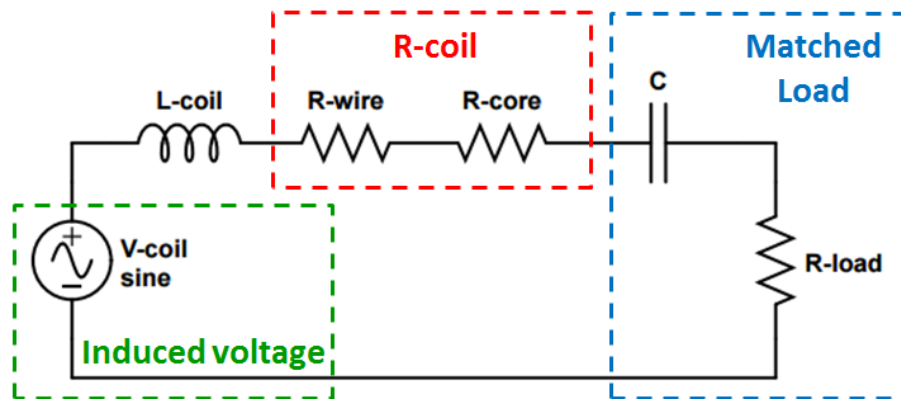 R-coil
Matched
Load
L-coil
R-wire
R-core
C
V-coil
sine
R-load
Induced voltage